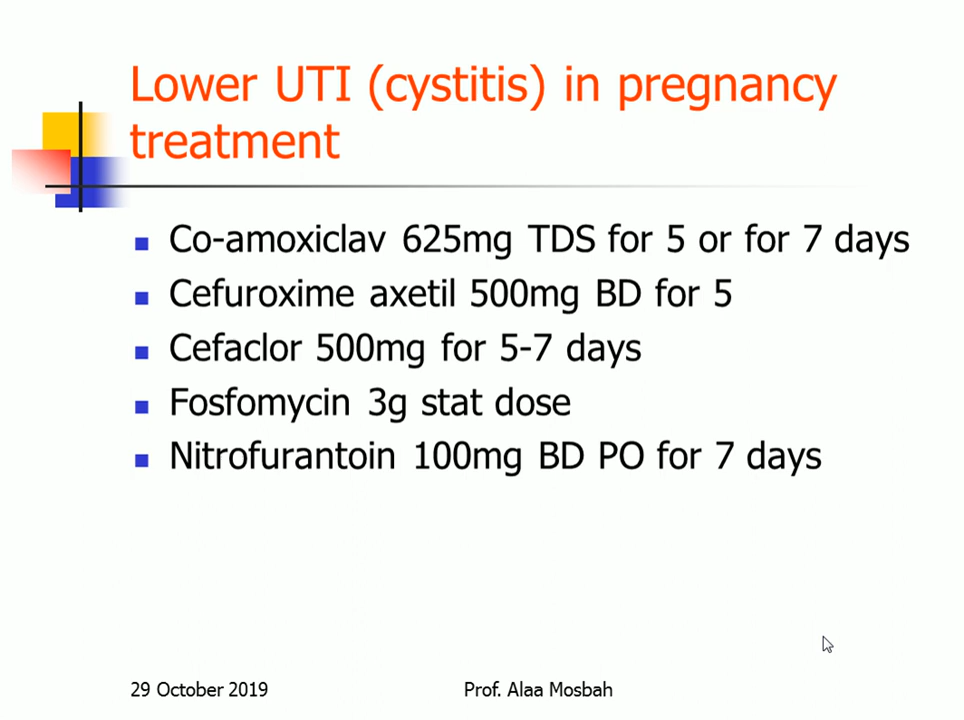 Lower UTI (cystitis) in pregnancy
treatment
Co-amoxiclav 625mg TDS for 5 or for 7 days
Cefuroxime axetil 500mg BD for 5
Cefaclor 500mg for 5-7 days
Fosfomycin 3g stat dose
Nitrofurantoin 100mg BD PO for 7 days
29 October 2019
Prof. Alaa Mosbah